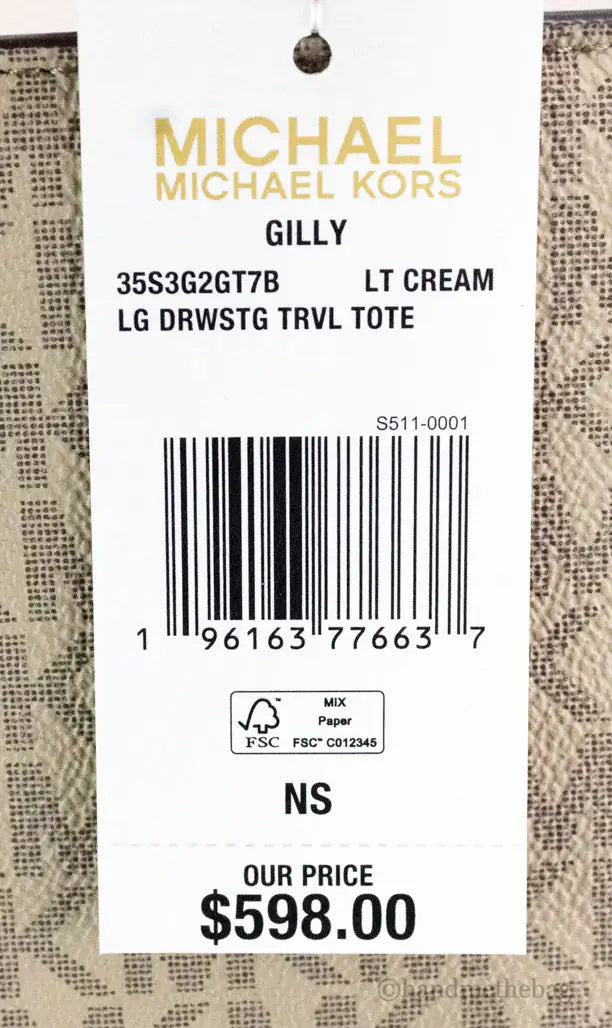 MICHAEL
MICHAEL KORS
GILLY
35S3G2GT7B LT CREAM
LG DRWSTG TRVL TOTE
S511-0001
1 96163 77663 7
FSC™
MIX
Paper
FSC™ C012345
NS
OUR PRICE
$598.00
©handmethebag